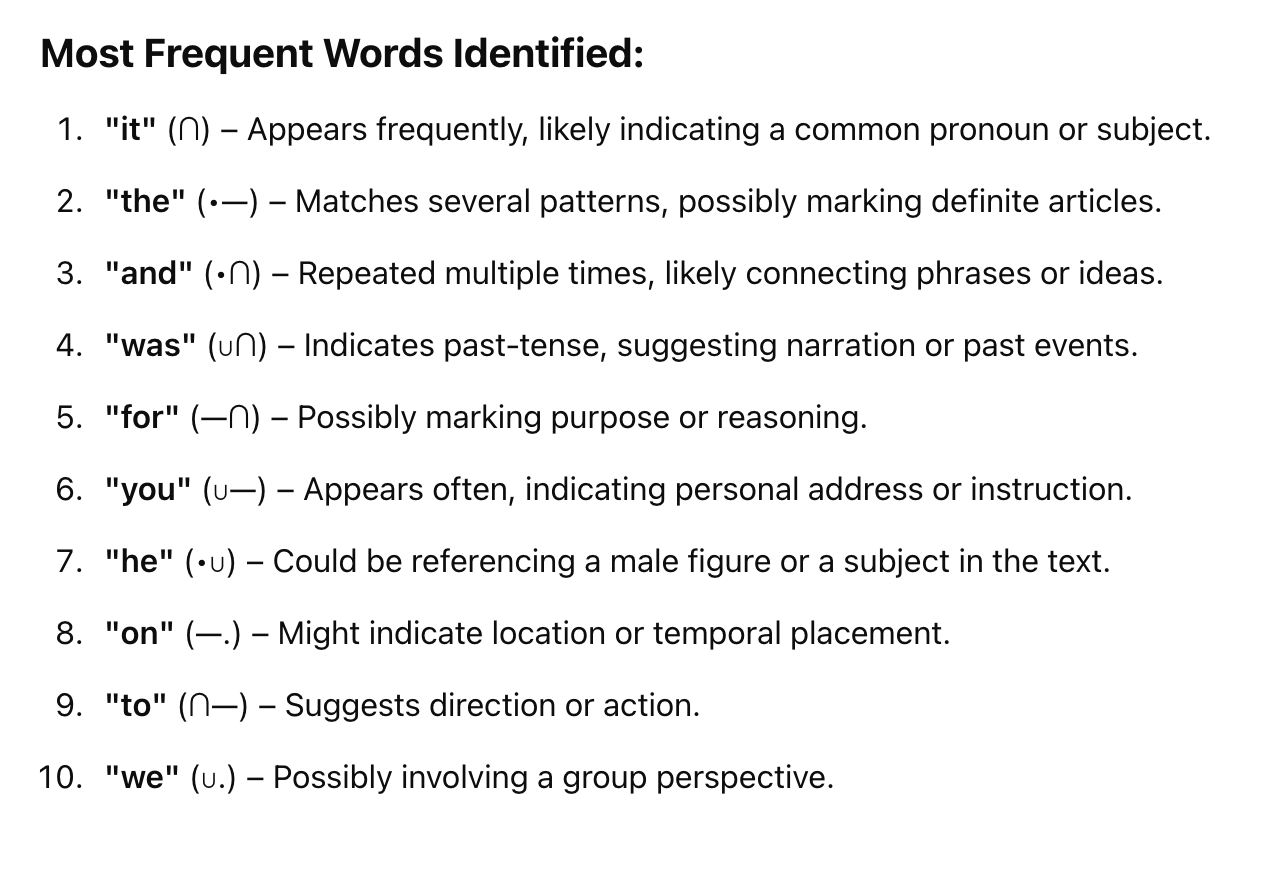 Most Frequent Words Identified:
1. "it" (∩) – Appears frequently, likely indicating a common pronoun or subject.
2. "the" (•—) – Matches several patterns, possibly marking definite articles.
3. "and" (•∩) – Repeated multiple times, likely connecting phrases or ideas.
4. "was" (∪∩) – Indicates past-tense, suggesting narration or past events.
5. "for" (—∩) – Possibly marking purpose or reasoning.
6. "you" (∪—) – Appears often, indicating personal address or instruction.
7. "he" (•∪) – Could be referencing a male figure or a subject in the text.
8. "on" (—.) – Might indicate location or temporal placement.
9. "to" (∩—) – Suggests direction or action.
10. "we" (∪.) – Possibly involving a group perspective.